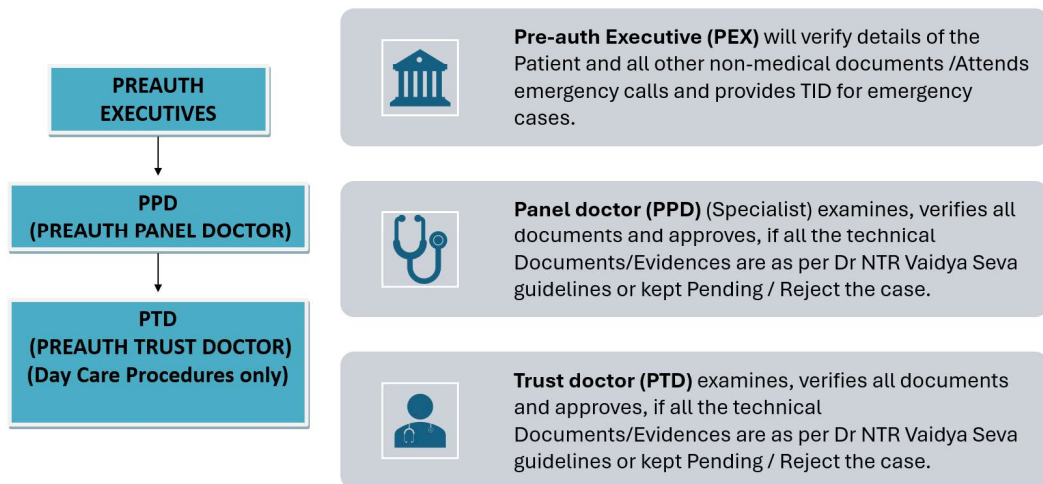 PREAUTH
EXECUTIVES
PPD
(PREAUTH PANEL DOCTOR)
PTD
(PREAUTH TRUST DOCTOR)
(Day Care Procedures only)
Pre-auth Executive (PEX) will verify details of the
Patient and all other non-medical documents /Attends
emergency calls and provides TID for emergency
cases.
Panel doctor (PPD) (Specialist) examines, verifies all
documents and approves, if all the technical
Documents/Evidences are as per Dr NTR Vaidya Seva
guidelines or kept Pending / Reject the case.
Trust doctor (PTD) examines, verifies all documents
and approves, if all the technical
Documents/Evidences are as per Dr NTR Vaidya Seva
guidelines or kept Pending / Reject the case.